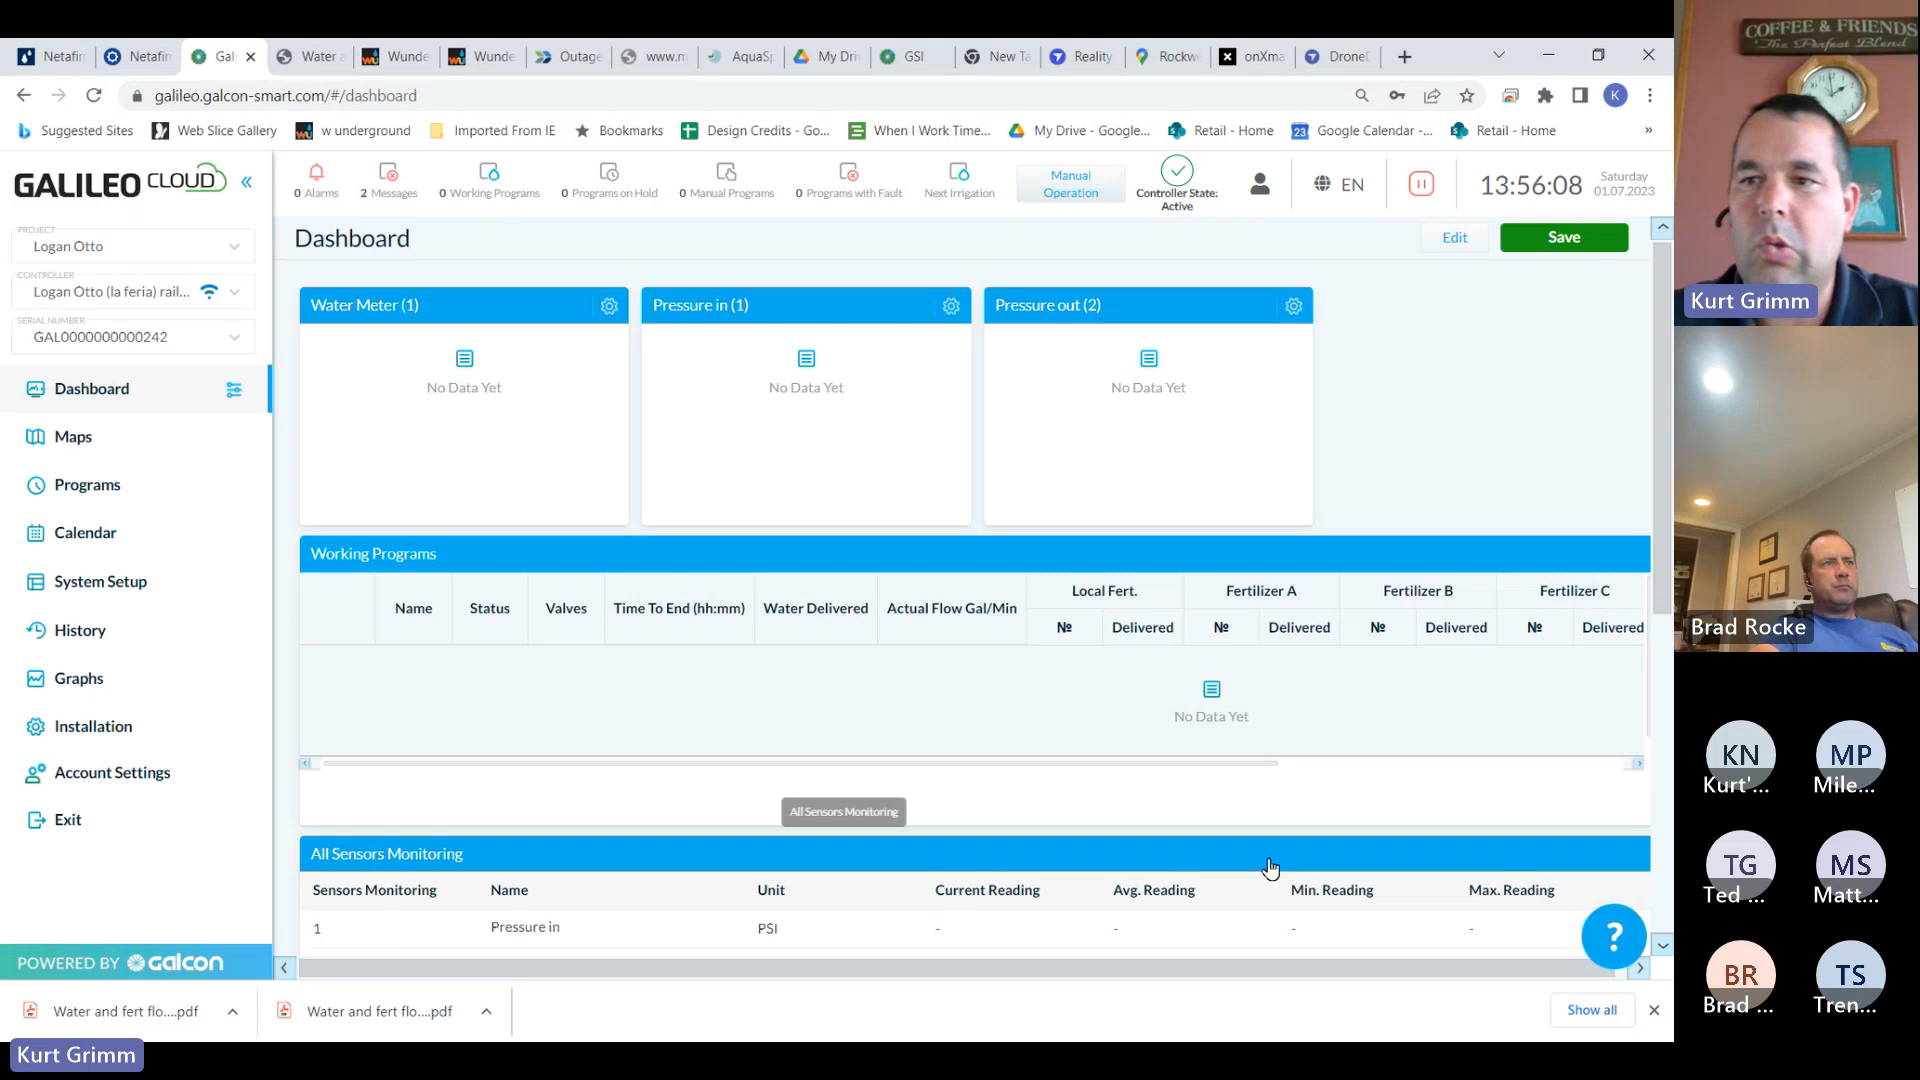 Netafin
Netafin
Gali
Water a
Wunde
Wunde
Outage
www.m
AquaSp
My Driv
GSI
New Ta
Reality
Rockwe
onXma
DroneD
galileo.galcon-smart.com/#/dashboard
K
Suggested Sites
Web Slice Gallery
w underground
Imported From IE
Bookmarks
Design Credits - Go...
When I Work Time...
My Drive - Google...
Retail - Home
23
Google Calendar -...
Retail - Home
»
GALILEO CLOUD
«
0 Alarms
2 Messages
0 Working Programs
0 Programs on Hold
0 Manual Programs
0 Programs with Fault
Next Irrigation
Manual
Operation
Controller State:
Active
EN
13:56:08
Saturday
01.07.2023
PROJECT
Logan Otto
CONTROLLER
Logan Otto (la feria) rail...
SERIAL NUMBER
GAL0000000000242
Dashboard
Maps
Programs
Calendar
System Setup
History
Graphs
Installation
Account Settings
Exit
POWERED BY galcon
Dashboard
Edit
Save
Water Meter (1)
No Data Yet
Pressure in (1)
No Data Yet
Pressure out (2)
No Data Yet
Working Programs
Name
Status
Valves
Time To End (hh:mm)
Water Delivered
Actual Flow Gal/Min
Local Fert.
Fertilizer A
Fertilizer B
Fertilizer C
№ Delivered
№ Delivered
№ Delivered
№ Delivered
No Data Yet
All Sensors Monitoring
All Sensors Monitoring
Sensors Monitoring Name Unit Current Reading Avg. Reading Min. Reading Max. Reading
1 Pressure in PSI - - - -
?
Water and fert flo....pdf
Water and fert flo....pdf
Show all
Kurt Grimm
COFFEE & FRIENDS
The Perfect Blend
Kurt Grimm
Brad Rocke
KN
Kurt'...
MP
Mile...
TG
Ted ...
MS
Matt...
BR
Brad ...
TS
Tren...